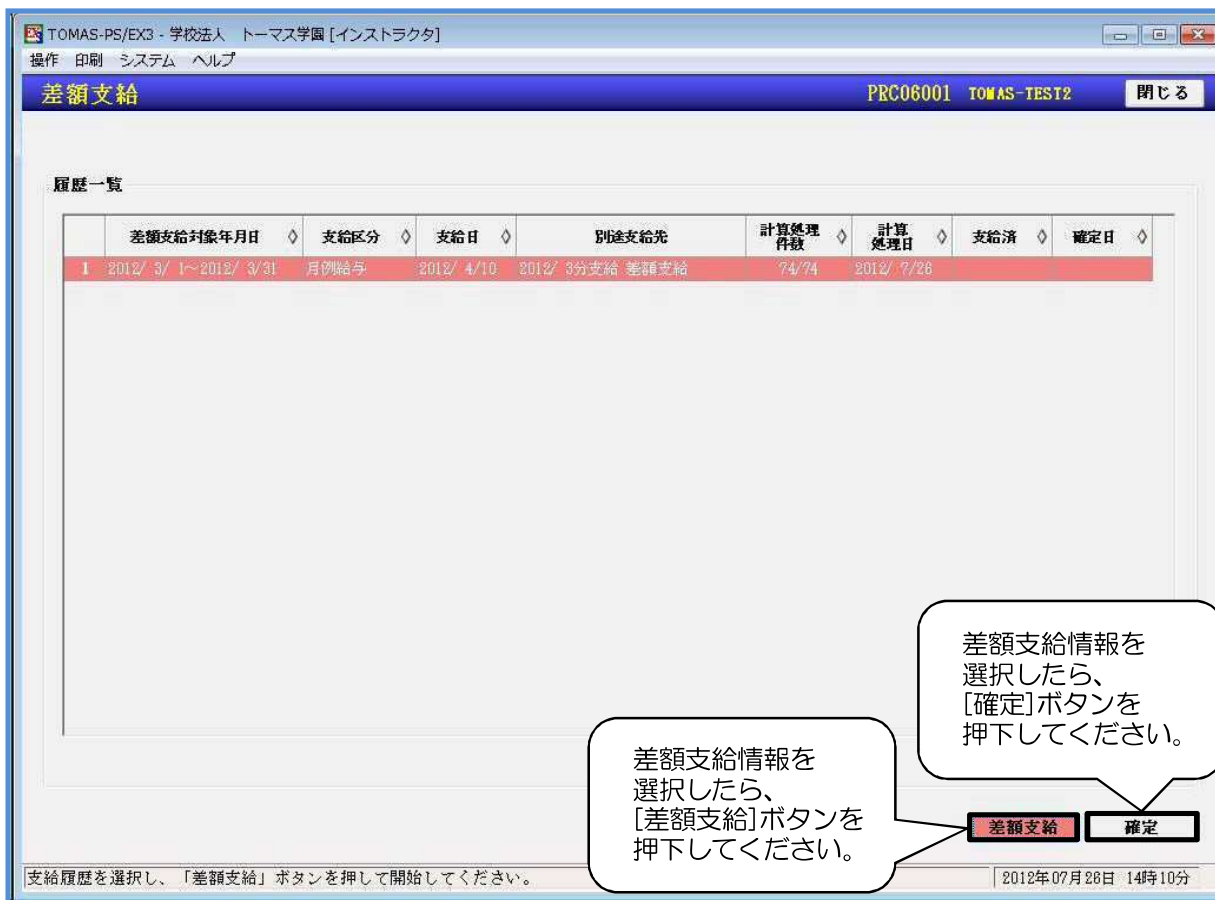 TOMAS-PS/EX3 - 学校法人　トーマス学園 [インストラクタ]
操作 印刷 システム ヘルプ
差額支給 PRC06001 TOMAS-TEST2 閉じる
履歴一覧
差額支給対象年月日 ◇ 支給区分 ◇ 支給日 ◇ 別途支給先 計算処理件数 ◇ 計算処理日 ◇ 支給済 ◇ 確定日 ◇
1 2012/ 3/ 1～2012/ 3/31 月例給与 2012/ 4/10 2012/ 3分支給 差額支給 74/74 2012/ 7/26
差額支給情報を
選択したら、
[確定]ボタンを
押下してください。
差額支給情報を
選択したら、
[差額支給]ボタンを
押下してください。
差額支給 確定
支給履歴を選択し、「差額支給」ボタンを押して開始してください。 2012年07月26日 14時10分